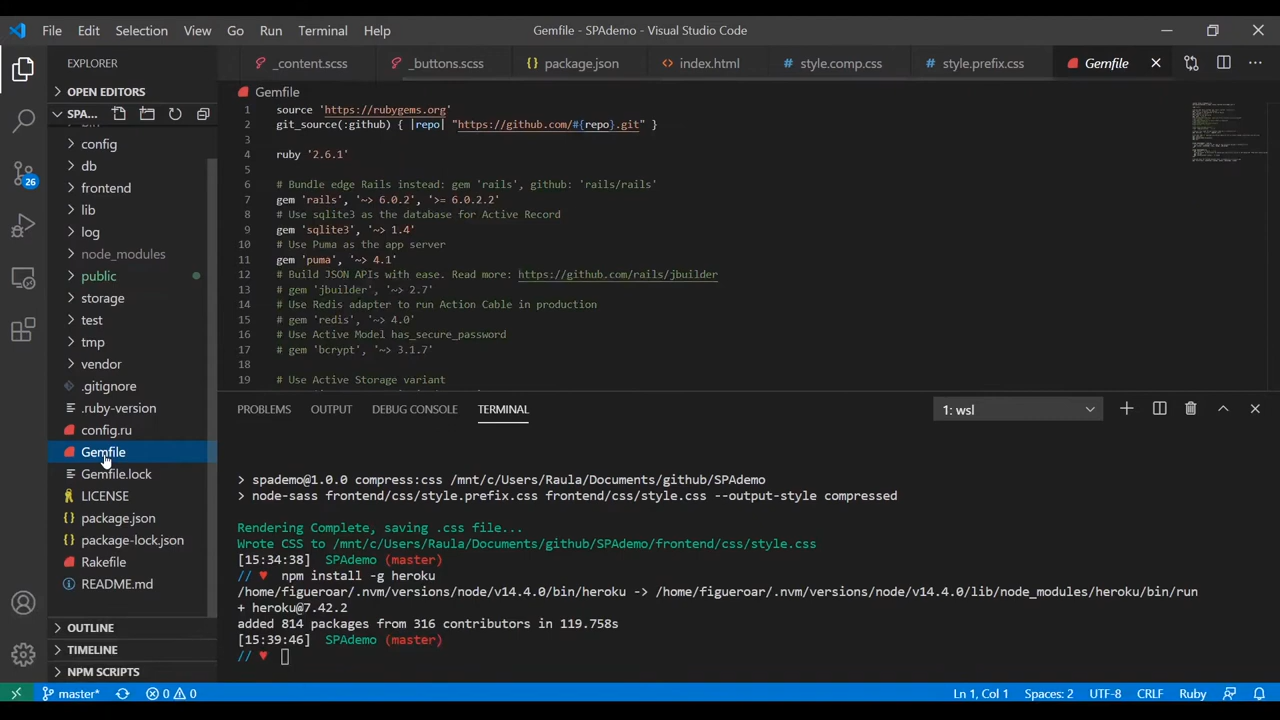 File Edit Selection View Go Run Terminal Help
Gemfile - SPAdemo - Visual Studio Code
EXPLORER
_content.scss
_buttons.scss
package.json
index.html
style.comp.css
style.prefix.css
Gemfile
OPEN EDITORS
SPA...
config
db
frontend
lib
log
node_modules
public
storage
test
tmp
vendor
.gitignore
.ruby-version
config.ru
Gemfile
Gemfile.lock
LICENSE
package.json
package-lock.json
Rakefile
README.md
OUTLINE
TIMELINE
NPM SCRIPTS
26
Gemfile
1 source 'https://rubygems.org'
2 git_source(:github) { |repo| "https://github.com/#{repo}.git" }
3
4 ruby '2.6.1'
5
6 # Bundle edge Rails instead: gem 'rails', github: 'rails/rails'
7 gem 'rails', '~> 6.0.2', '>= 6.0.2.2'
8 # Use sqlite3 as the database for Active Record
9 gem 'sqlite3', '~> 1.4'
10 # Use Puma as the app server
11 gem 'puma', '~> 4.1'
12 # Build JSON APIs with ease. Read more: https://github.com/rails/jbuilder
13 # gem 'jbuilder', '~> 2.7'
14 # Use Redis adapter to run Action Cable in production
15 # gem 'redis', '~> 4.0'
16 # Use Active Model has_secure_password
17 # gem 'bcrypt', '~> 3.1.7'
18
19 # Use Active Storage variant
PROBLEMS OUTPUT DEBUG CONSOLE TERMINAL
1: wsl
> spademo@1.0.0 compress:css /mnt/c/Users/Raula/Documents/github/SPAdemo
> node-sass frontend/css/style.prefix.css frontend/css/style.css --output-style compressed
Rendering Complete, saving .css file...
Wrote CSS to /mnt/c/Users/Raula/Documents/github/SPAdemo/frontend/css/style.css
[15:34:38] SPAdemo (master)
// ♥ npm install -g heroku
/home/figueroar/.nvm/versions/node/v14.4.0/bin/heroku -> /home/figueroar/.nvm/versions/node/v14.4.0/lib/node_modules/heroku/bin/run
+ heroku@7.42.2
added 814 packages from 316 contributors in 119.758s
[15:39:46] SPAdemo (master)
// ♥
master* 0 0
Ln 1, Col 1 Spaces: 2 UTF-8 CRLF Ruby